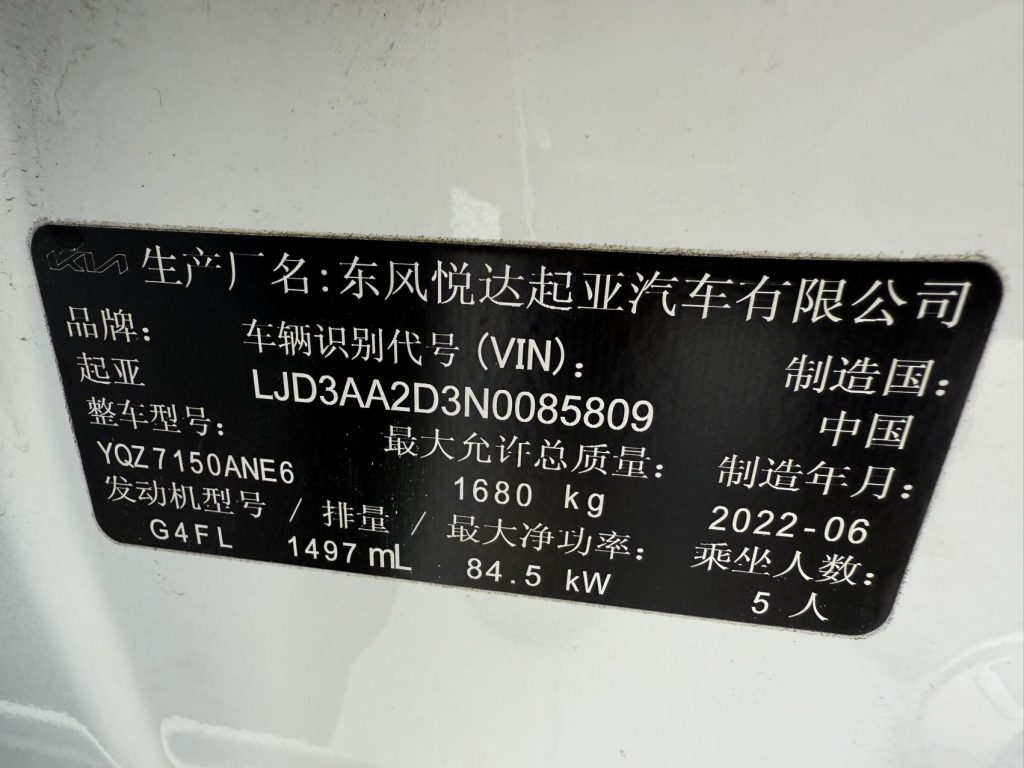 KIA 生产厂名:东风悦达起亚汽车有限公司
品牌: 车辆识别代号(VIN): 制造国:
起亚 LJD3AA2D3N0085809 中国
整车型号: 最大允许总质量: 制造年月:
YQZ7150ANE6 1680 kg 2022-06
发动机型号 / 排量 / 最大净功率: 乘坐人数:
G4FL 1497mL 84.5 kW 5 人